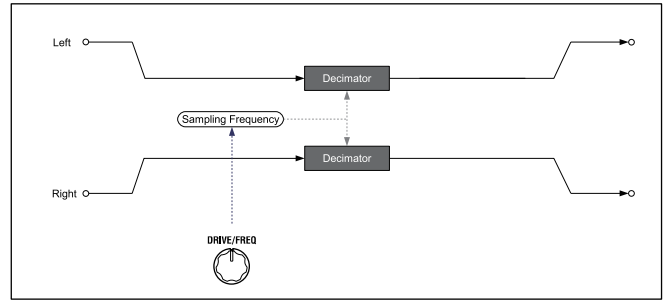 Left
Decimator
Sampling Frequency
Decimator
Right
DRIVE/FREQ